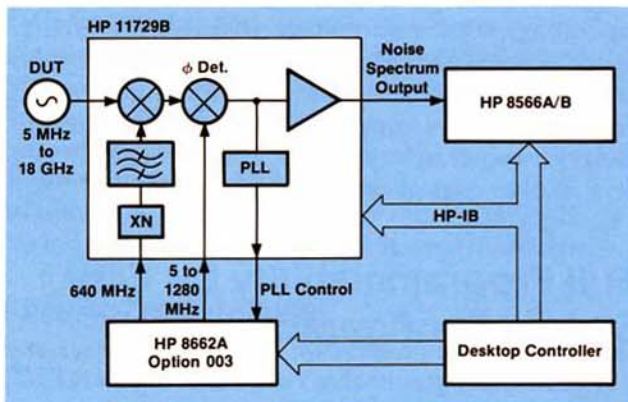 HP 11729B
DUT
5 MHz
to
18 GHz
ϕ Det.
Noise
Spectrum
Output
HP 8566A/B
PLL
XN
HP-IB
640 MHz
5 to
1280
MHz
PLL Control
HP 8662A
Option 003
Desktop Controller